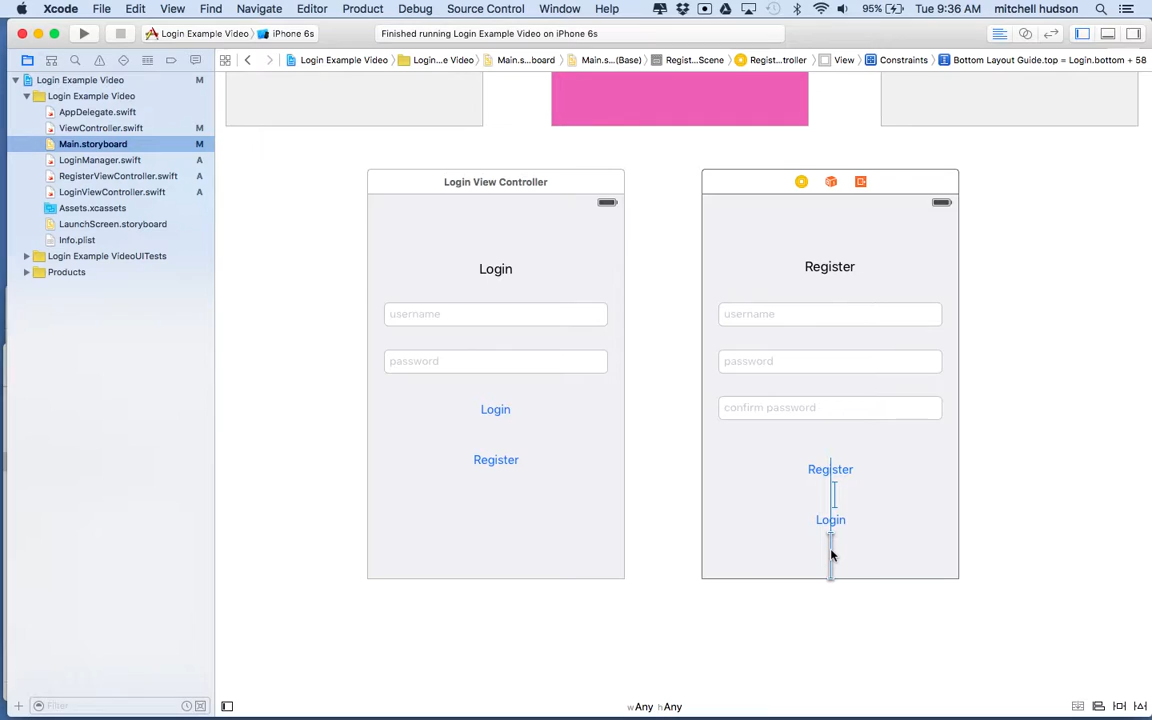 Xcode File Edit View Find Navigate Editor Product Debug Source Control Window Help 95% Tue 9:36 AM mitchell hudson
Login Example Video iPhone 6s Finished running Login Example Video on iPhone 6s
Login Example Video Login...e Video Main.s...board Main.s...(Base) Regist...Scene Regist...troller View Constraints Bottom Layout Guide.top = Login.bottom + 58
Login Example Video M
Login Example Video
AppDelegate.swift
ViewController.swift M
Main.storyboard M
LoginManager.swift A
RegisterViewController.swift A
LoginViewController.swift A
Assets.xcassets
LaunchScreen.storyboard
Info.plist
Login Example VideoUITests
Products
Login View Controller
Login
username
password
Login
Register
Register
username
password
confirm password
Register
Login
Filter
wAny hAny